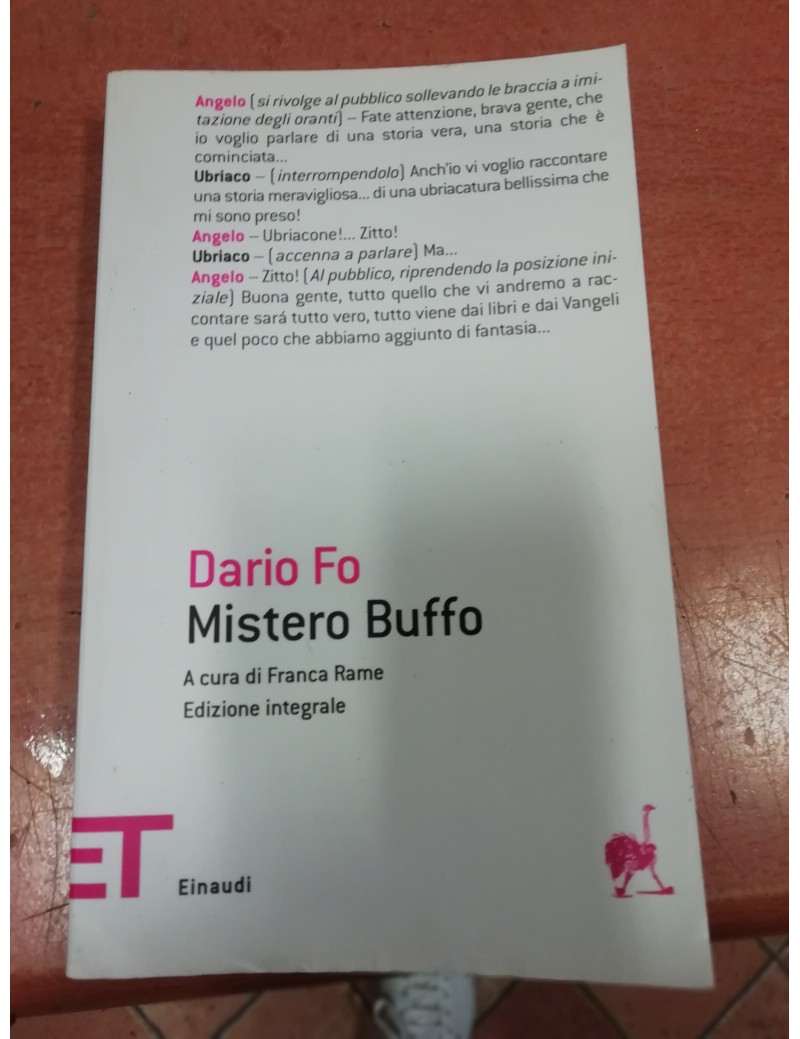 Angelo [si rivolge al pubblico sollevando le braccia a imi-
tazione degli oranti] – Fate attenzione, brava gente, che
io voglio parlare di una storia vera, una storia che è
cominciata...
Ubriaco – [interrompendolo] Anch'io vi voglio raccontare
una storia meravigliosa... di una ubriacatura bellissima che
mi sono preso!
Angelo – Ubriacone!... Zitto!
Ubriaco – [accenna a parlare] Ma...
Angelo – Zitto! [Al pubblico, riprendendo la posizione ini-
ziale] Buona gente, tutto quello che vi andremo a rac-
contare sará tutto vero, tutto viene dai libri e dai Vangeli
e quel poco che abbiamo aggiunto di fantasia...
Dario Fo
Mistero Buffo
A cura di Franca Rame
Edizione integrale
ET
Einaudi